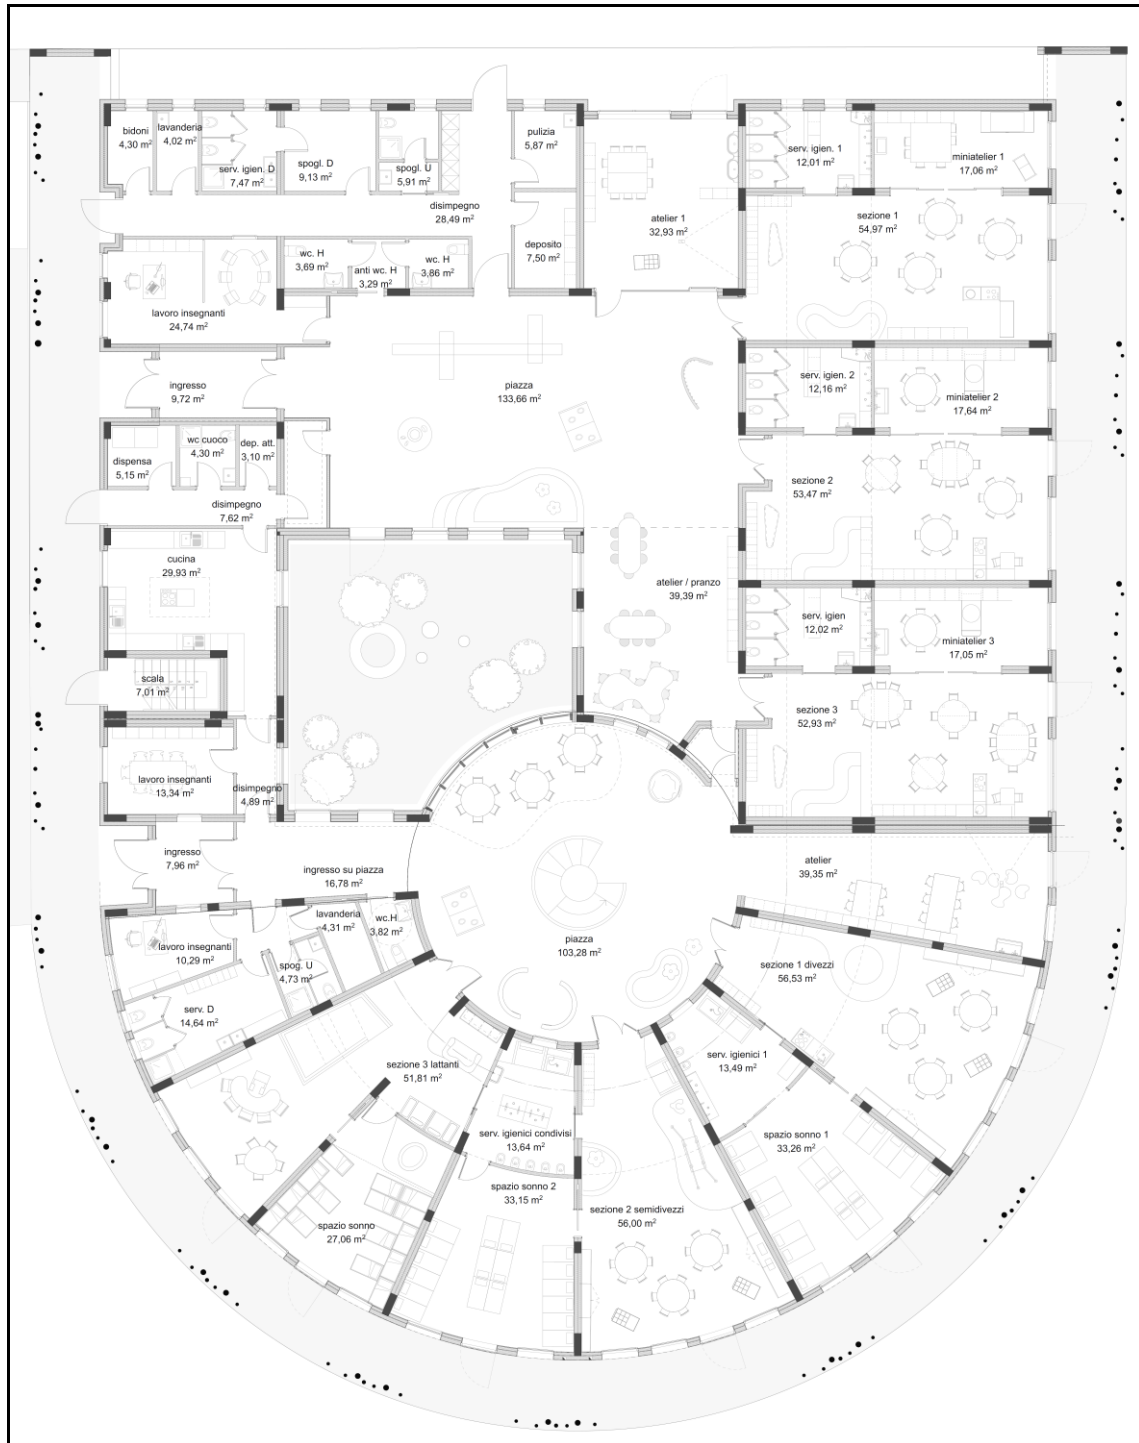 bidoni
4,30 m²
lavanderia
4,02 m²
serv. igien. D
7,47 m²
spogl. D
9,13 m²
spogl. U
5,91 m²
pulizia
5,87 m²
disimpegno
28,49 m²
deposito
7,50 m²
atelier 1
32,93 m²
serv. igien. 1
12,01 m²
miniatelier 1
17,06 m²
sezione 1
54,97 m²
wc. H
3,69 m²
anti wc. H
3,29 m²
wc. H
3,86 m²
lavoro insegnanti
24,74 m²
ingresso
9,72 m²
piazza
133,66 m²
serv. igien. 2
12,16 m²
miniatelier 2
17,64 m²
dispensa
5,15 m²
wc cuoco
4,30 m²
dep. att.
3,10 m²
disimpegno
7,62 m²
sezione 2
53,47 m²
cucina
29,93 m²
atelier / pranzo
39,39 m²
serv. igien
12,02 m²
miniatelier 3
17,05 m²
scala
7,01 m²
sezione 3
52,93 m²
lavoro insegnanti
13,34 m²
disimpegno
4,89 m²
ingresso
7,96 m²
ingresso su piazza
16,78 m²
atelier
39,35 m²
lavoro insegnanti
10,29 m²
lavanderia
4,31 m²
wc.H
3,82 m²
spog. U
4,73 m²
piazza
103,28 m²
sezione 1 divezzi
56,53 m²
serv. D
14,64 m²
sezione 3 lattanti
51,81 m²
serv. igienici 1
13,49 m²
serv. igienici condivisi
13,64 m²
spazio sonno 1
33,26 m²
spazio sonno 2
33,15 m²
sezione 2 semidivezzi
56,00 m²
spazio sonno
27,06 m²